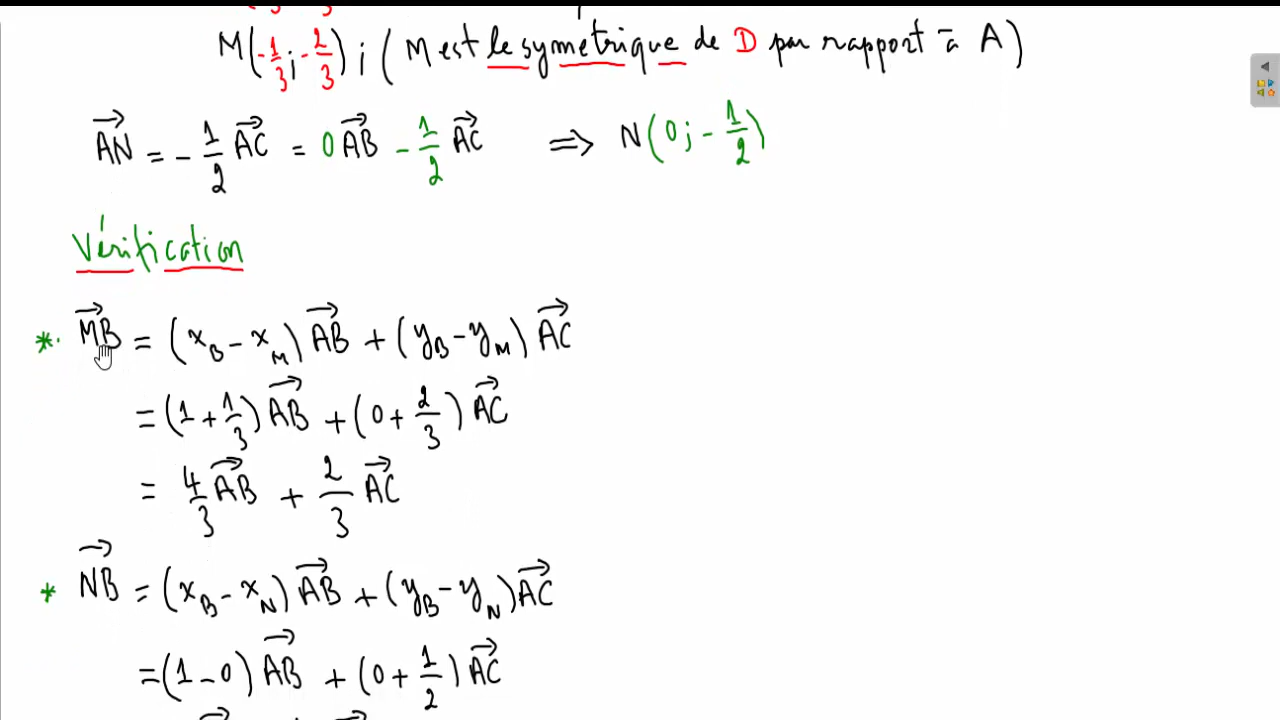 M(-1/3 ; -2/3) ; ( M est le symétrique de D par rapport à A )
AN⃗ = - 1/2 AC⃗ = 0 AB⃗ - 1/2 AC⃗ ⟹ N(0 ; - 1/2)
Vérification
* MB⃗ = (x_B - x_M) AB⃗ + (y_B - y_M) AC⃗
= (1 + 1/3) AB⃗ + (0 + 2/3) AC⃗
= 4/3 AB⃗ + 2/3 AC⃗
* NB⃗ = (x_B - x_N) AB⃗ + (y_B - y_N) AC⃗
= (1 - 0) AB⃗ + (0 + 1/2) AC⃗